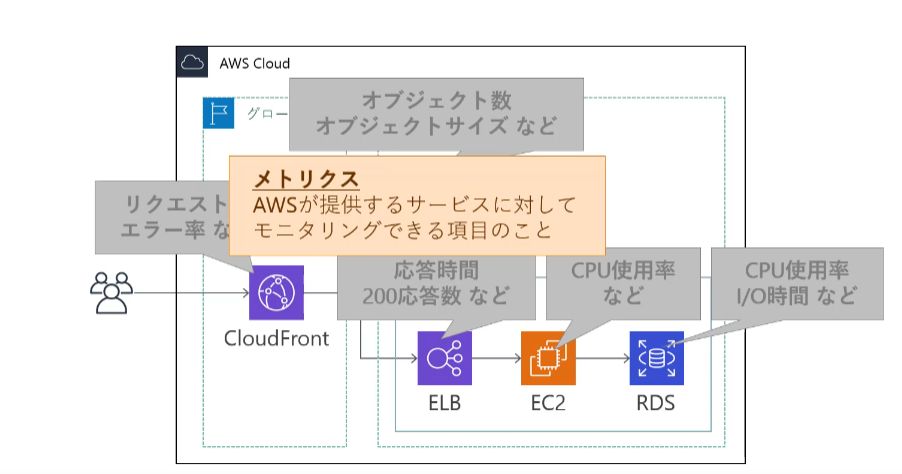 AWS Cloud
グロー
オブジェクト数
オブジェクトサイズ など
メトリクス
AWSが提供するサービスに対して
モニタリングできる項目のこと
リクエスト
エラー率 な
応答時間
200応答数 など
CPU使用率
など
CPU使用率
I/O時間 など
CloudFront
ELB
EC2
RDS